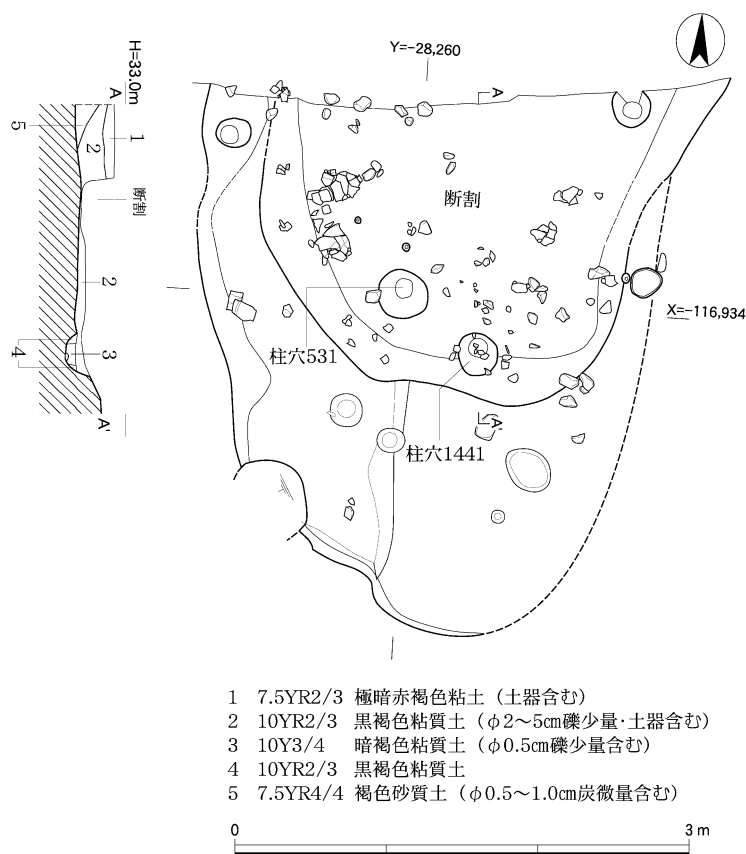 H=33.0m
A
5
1
2
断割
2
4
3
A'
Y=-28,260
A
断割
X=-116,934
柱穴531
A'
柱穴1441
1 7.5YR2/3 極暗赤褐色粘土(土器含む)
2 10YR2/3 黒褐色粘質土(φ2～5㎝礫少量･土器含む)
3 10Y3/4 暗褐色粘質土(φ0.5㎝礫少量含む)
4 10YR2/3 黒褐色粘質土
5 7.5YR4/4 褐色砂質土(φ0.5～1.0㎝炭微量含む)
0
3 m